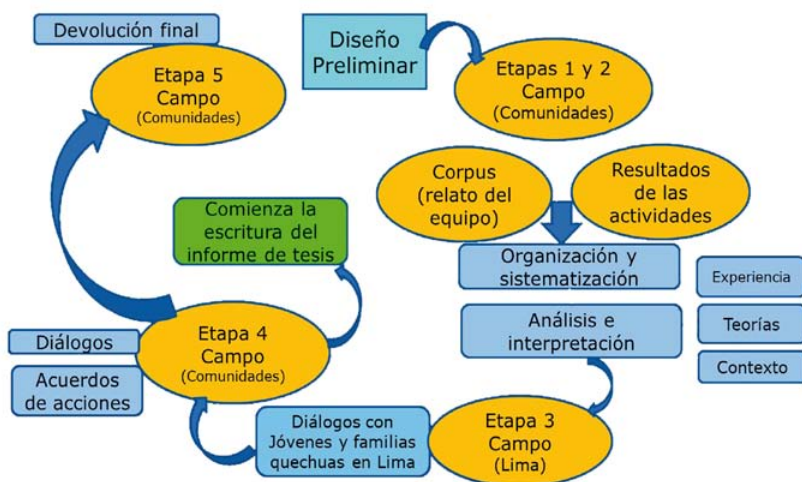 Devolución final
Etapa 5
Campo
(Comunidades)
Diseño
Preliminar
Etapas 1 y 2
Campo
(Comunidades)
Corpus
(relato del
equipo)
Resultados
de las
actividades
Organización y
sistematización
Análisis e
interpretación
Experiencia
Teorías
Contexto
Etapa 3
Campo
(Lima)
Diálogos con
Jóvenes y familias
quechuas en Lima
Etapa 4
Campo
(Comunidades)
Diálogos
Acuerdos
de acciones
Comienza la
escritura del
informe de tesis